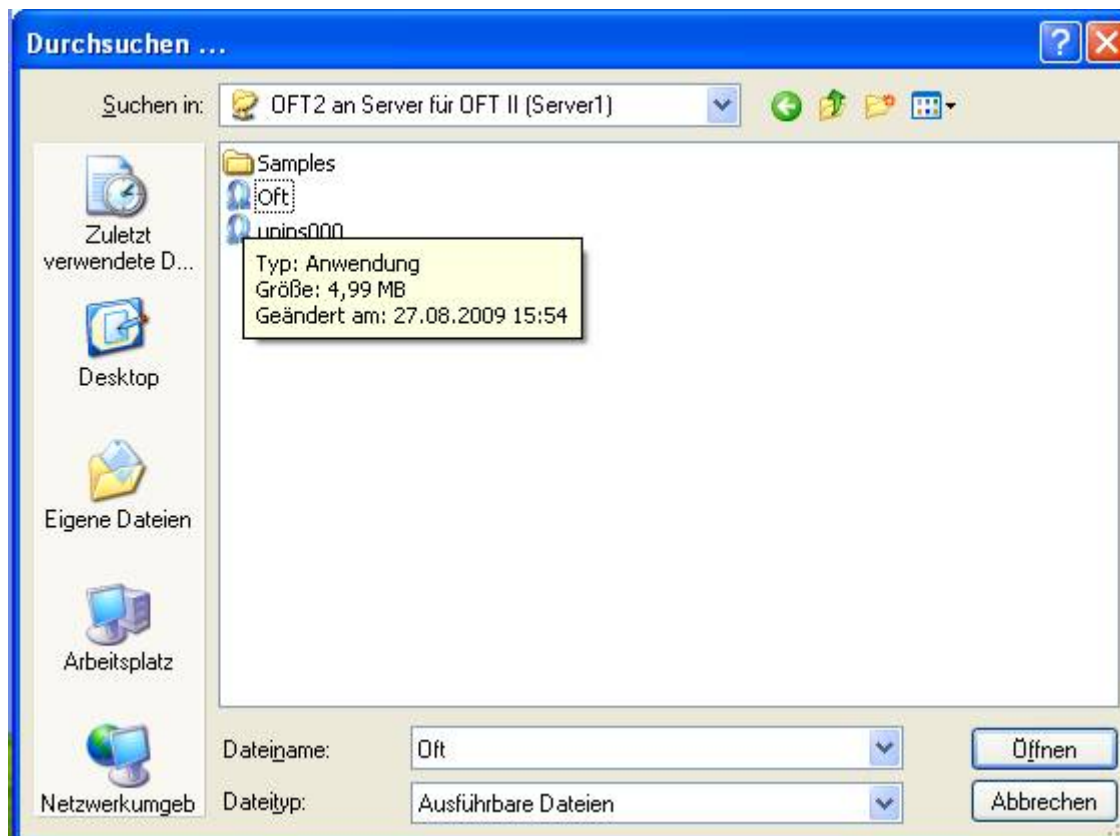 Durchsuchen ...
Suchen in:
OFT2 an Server für OFT II (Server1)
Samples
Oft
unins000
Typ: Anwendung
Größe: 4,99 MB
Geändert am: 27.08.2009 15:54
Zuletzt
verwendete D...
Desktop
Eigene Dateien
Arbeitsplatz
Netzwerkumgeb
Dateiname:
Oft
Öffnen
Dateityp:
Ausführbare Dateien
Abbrechen